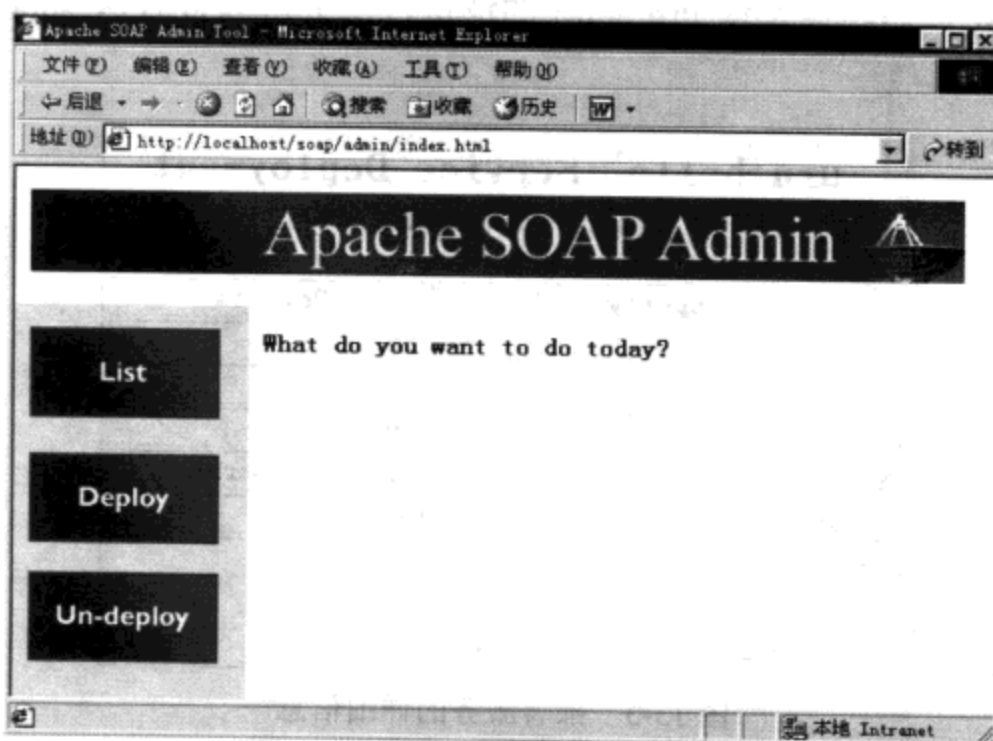 Apache SOAP Admin Tool - Microsoft Internet Explorer
文件(F) 编辑(E) 查看(V) 收藏(A) 工具(T) 帮助(H)
后退 搜索 收藏 历史
地址(D) http://localhost/soap/admin/index.html 转到
Apache SOAP Admin
What do you want to do today?
List
Deploy
Un-deploy
本地 Intranet